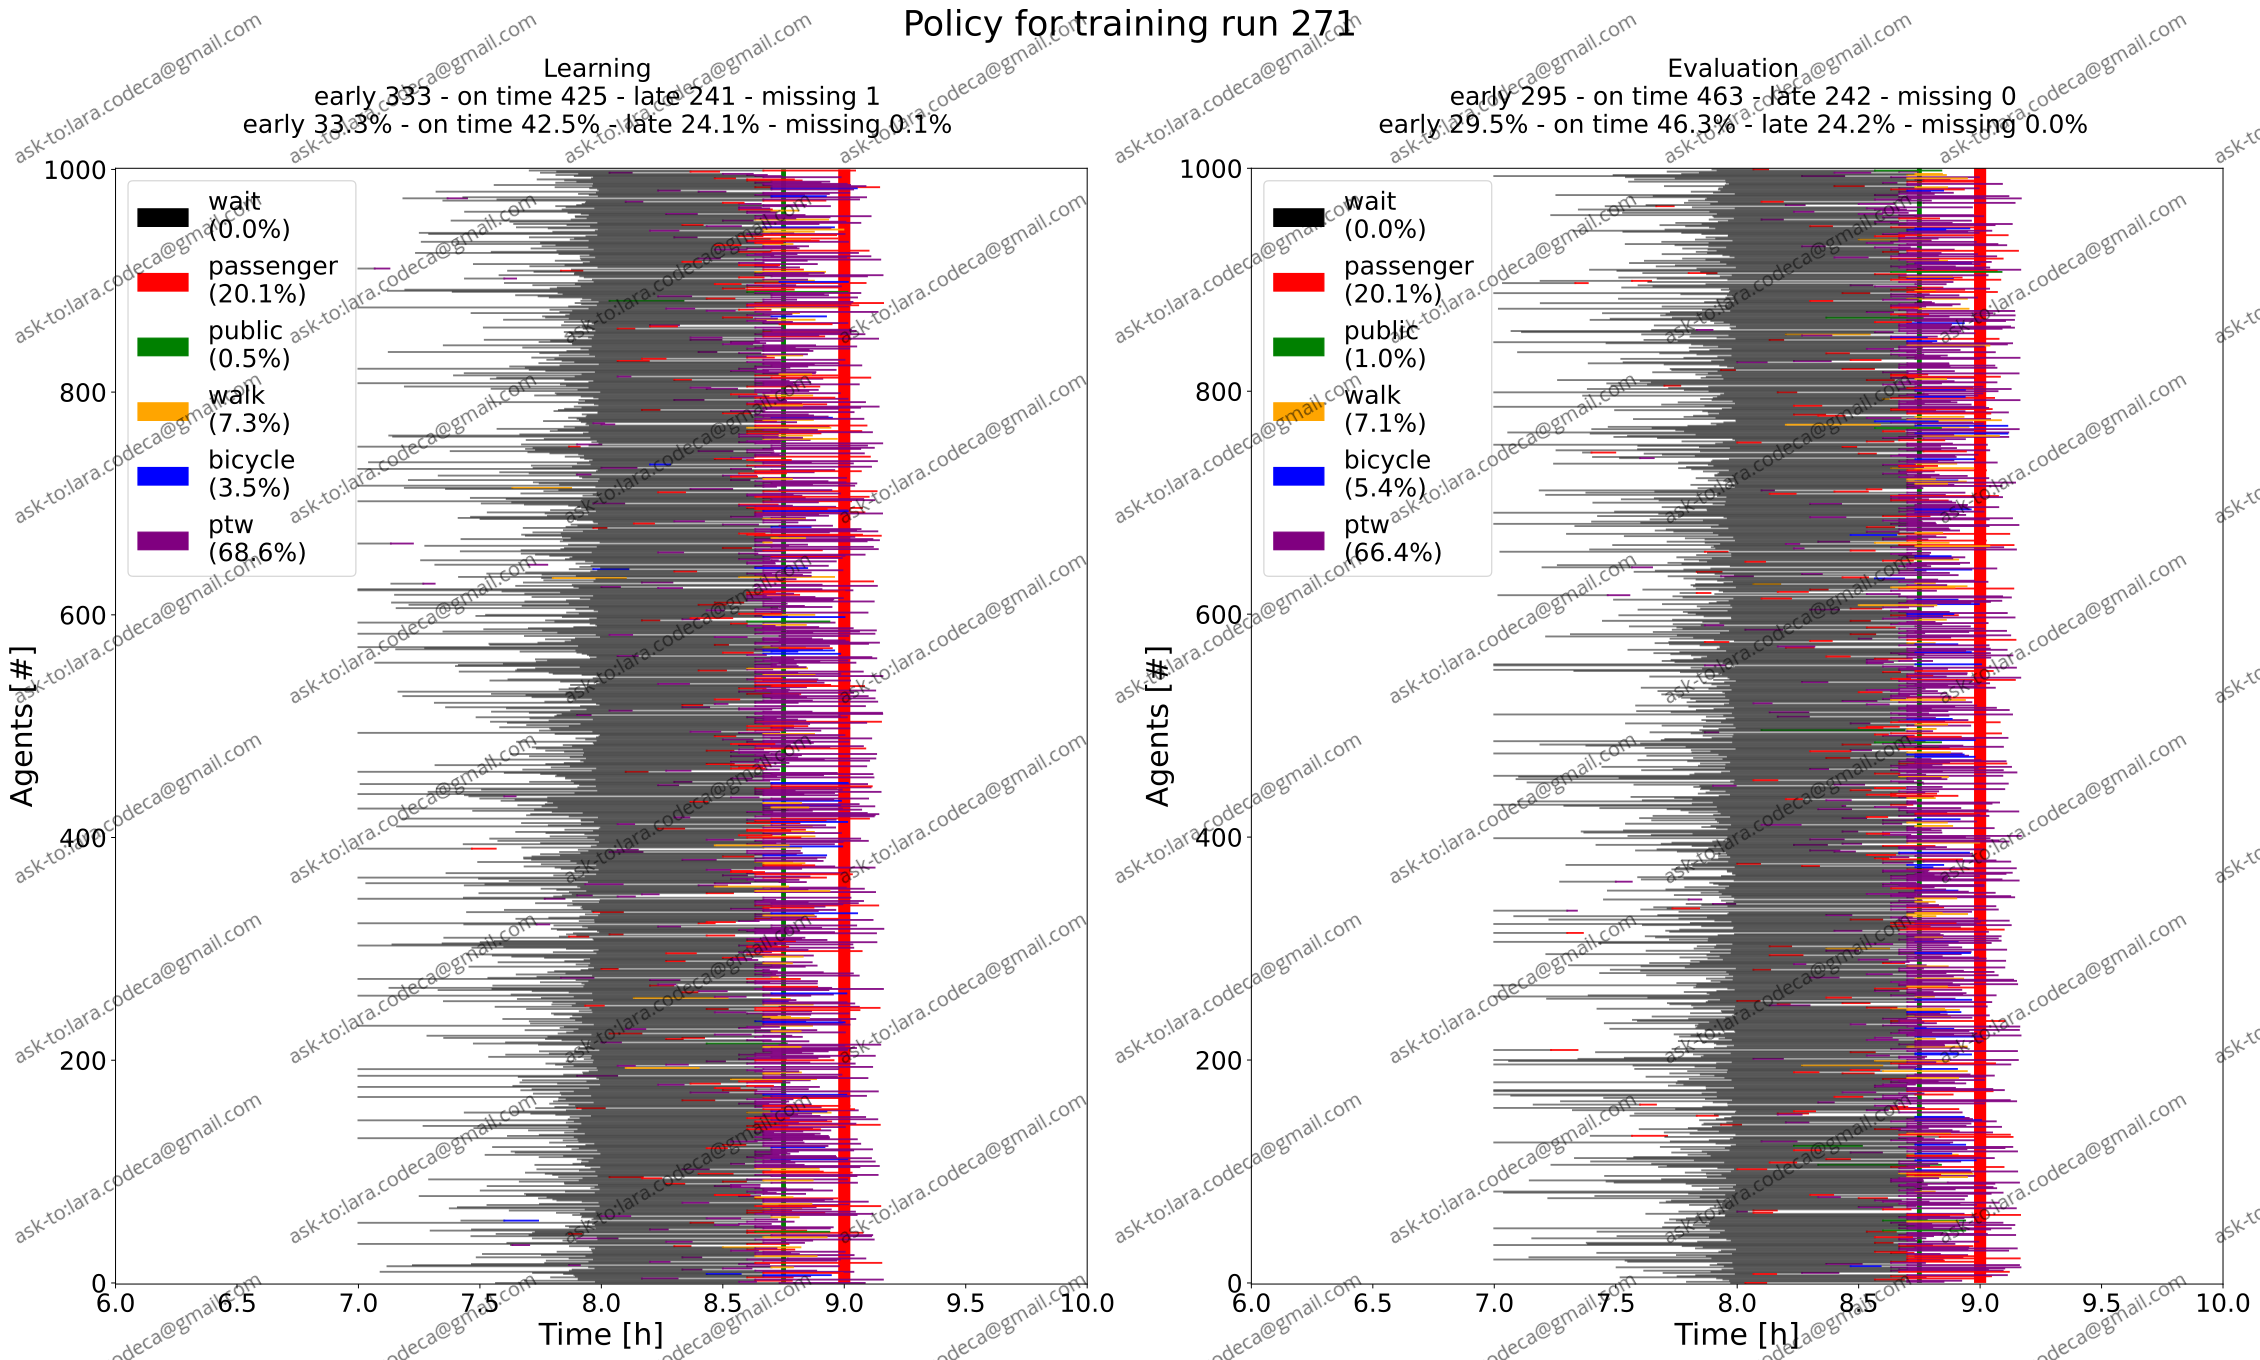 Policy for training run 271
Learning
early 333 - on time 425 - late 241 - missing 1
early 33.3% - on time 42.5% - late 24.1% - missing 0.1%
1000
800
600
400
200
0
Agents [#]
wait
(0.0%)
passenger
(20.1%)
public
(0.5%)
walk
(7.3%)
bicycle
(3.5%)
ptw
(68.6%)
6.0 6.5 7.0 7.5 8.0 8.5 9.0 9.5 10.0
Time [h]
Evaluation
early 295 - on time 463 - late 242 - missing 0
early 29.5% - on time 46.3% - late 24.2% - missing 0.0%
1000
800
600
400
200
0
Agents [#]
wait
(0.0%)
passenger
(20.1%)
public
(1.0%)
walk
(7.1%)
bicycle
(5.4%)
ptw
(66.4%)
6.0 6.5 7.0 7.5 8.0 8.5 9.0 9.5 10.0
Time [h]
ask-to:lara.codeca@gmail.com